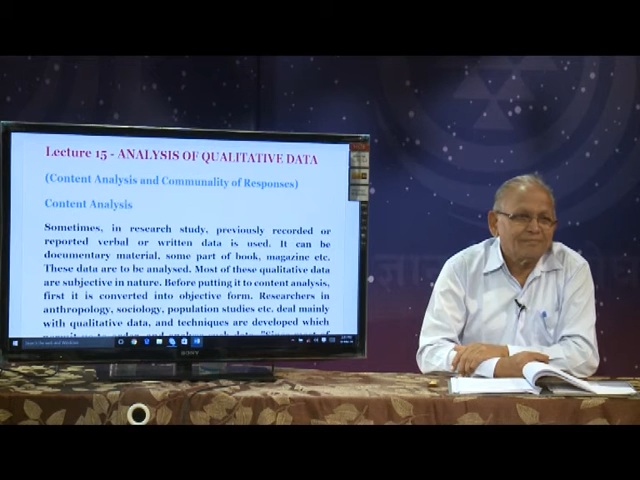 Lecture 15 - ANALYSIS OF QUALITATIVE DATA
(Content Analysis and Communality of Responses)
Content Analysis
Sometimes, in research study, previously recorded or
reported verbal or written data is used. It can be
documentary material, some part of book, magazine etc.
These data are to be analysed. Most of these qualitative data
are subjective in nature. Before putting it to content analysis,
first it is converted into objective form. Researchers in
anthropology, sociology, population studies etc. deal mainly
with qualitative data, and techniques are developed which
SONY